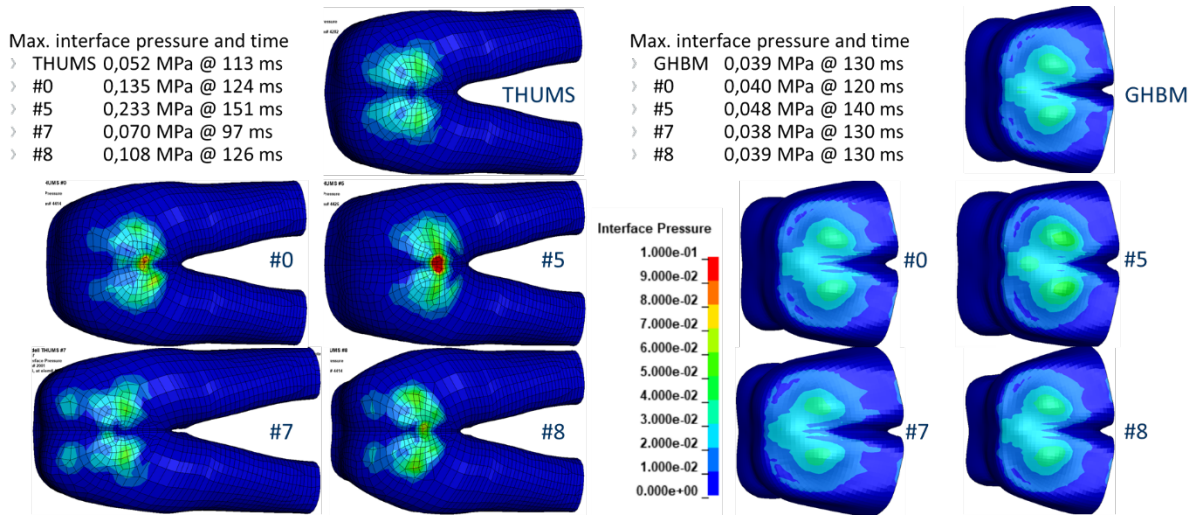 Max. interface pressure and time
› THUMS 0,052 MPa @ 113 ms
› #0 0,135 MPa @ 124 ms
› #5 0,233 MPa @ 151 ms
› #7 0,070 MPa @ 97 ms
› #8 0,108 MPa @ 126 ms
THUMS
Max. interface pressure and time
› GHBM 0,039 MPa @ 130 ms
› #0 0,040 MPa @ 120 ms
› #5 0,048 MPa @ 140 ms
› #7 0,038 MPa @ 130 ms
› #8 0,039 MPa @ 130 ms
GHBM
#0
#5
Interface Pressure
1.000e-01
9.000e-02
8.000e-02
7.000e-02
6.000e-02
5.000e-02
4.000e-02
3.000e-02
2.000e-02
1.000e-02
0.000e+00
#0
#5
#7
#8
#7
#8